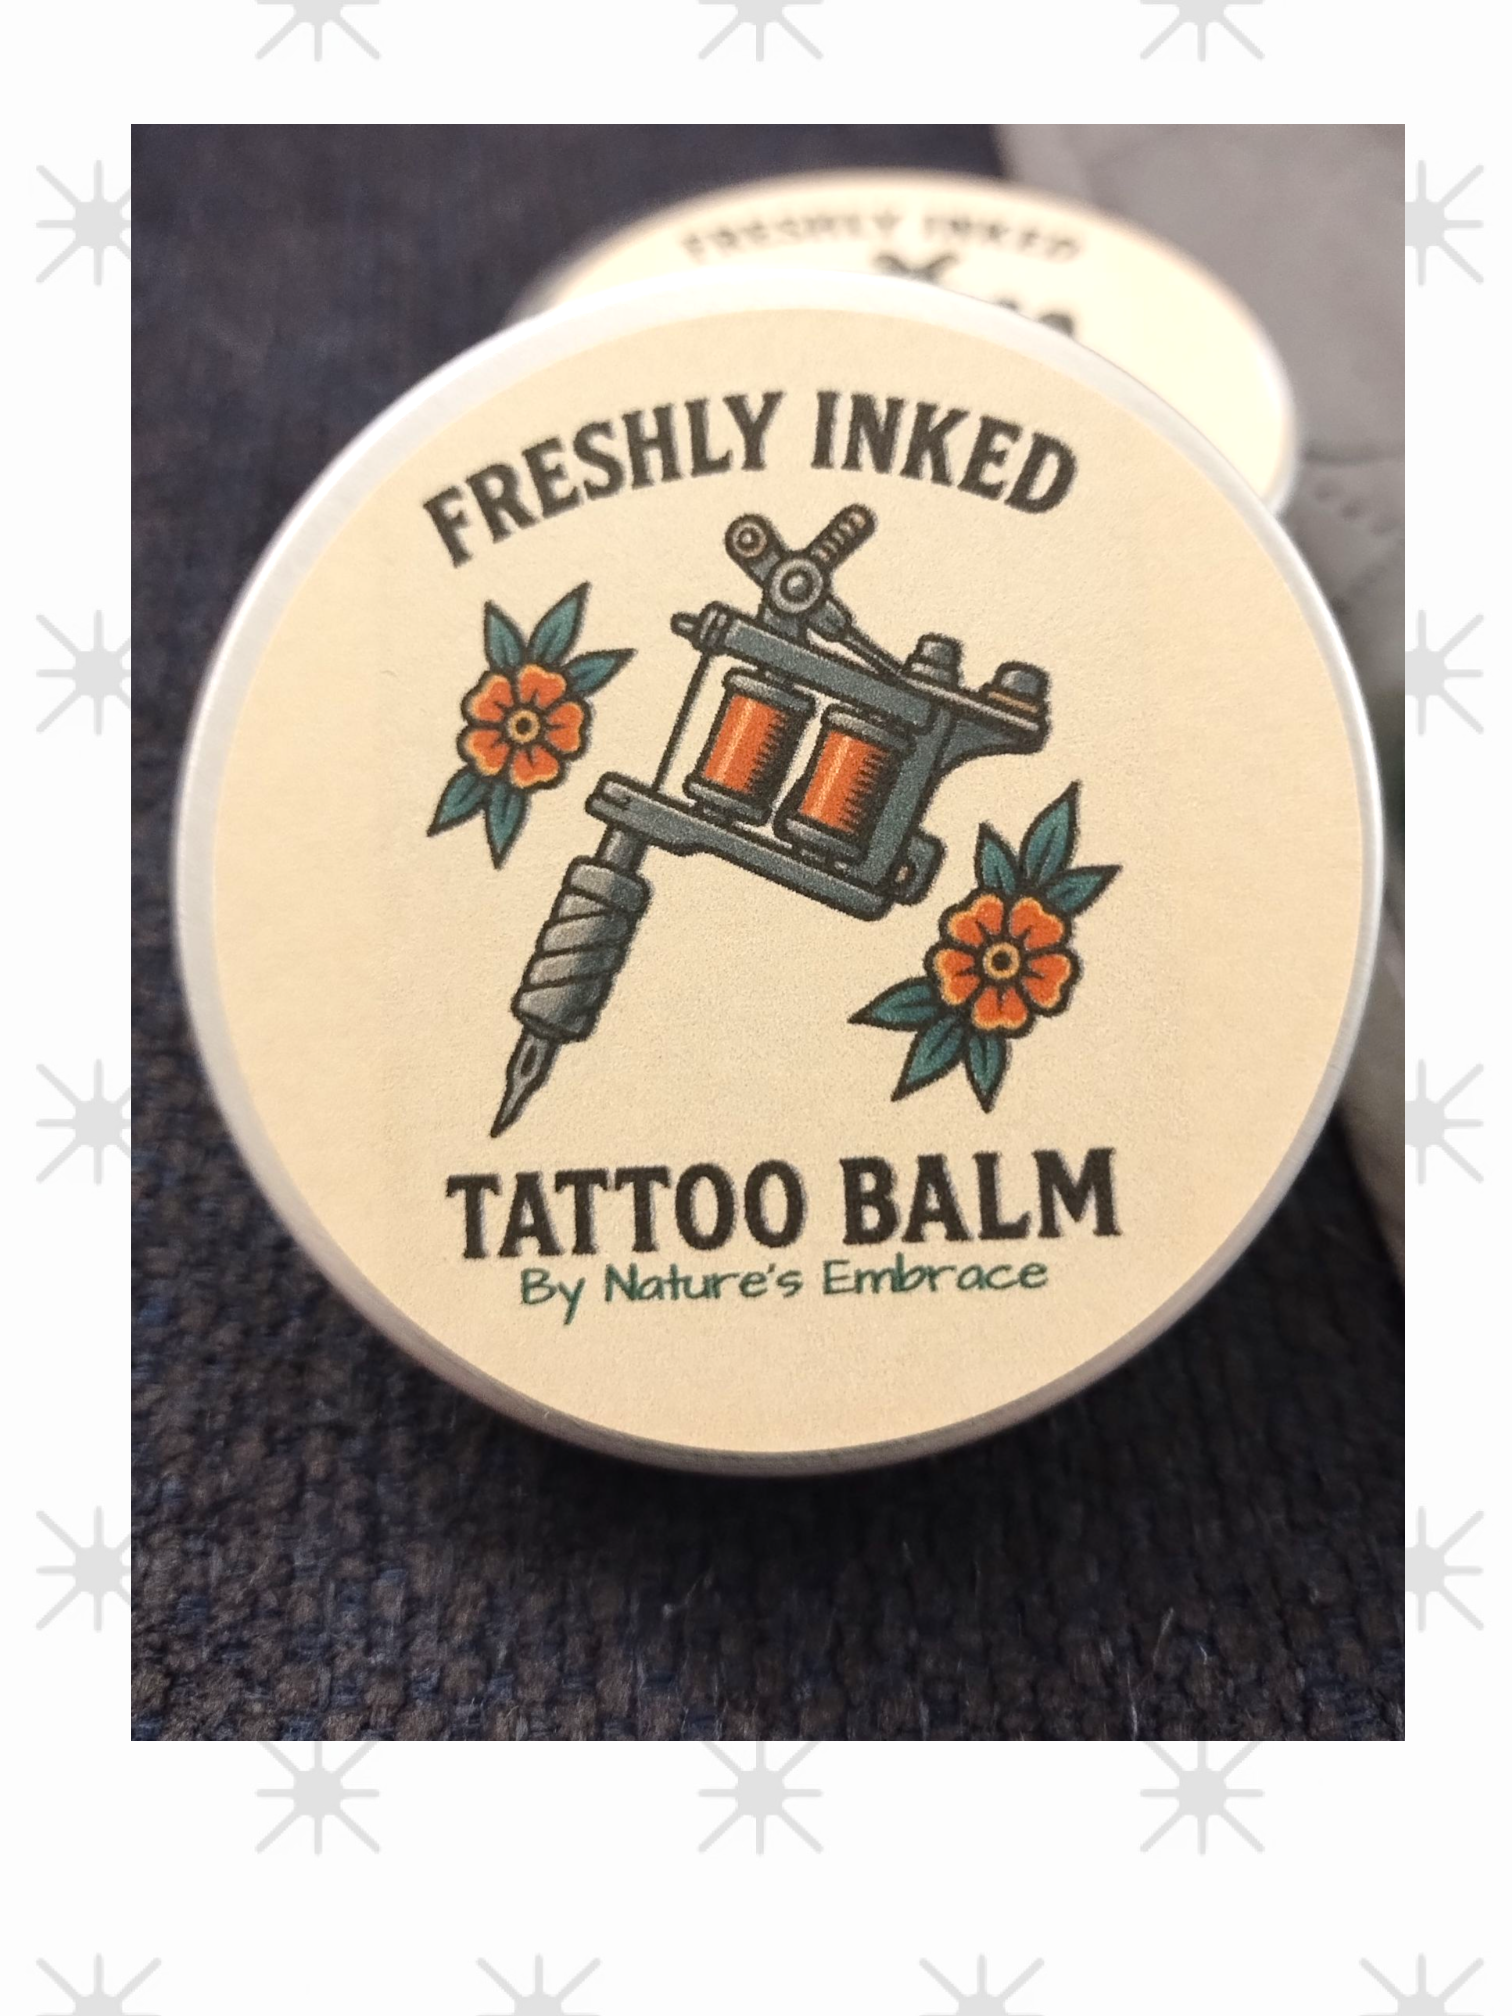 FRESHLY INKED
FRESHLY INKED
TATTOO BALM
By Nature's Embrace